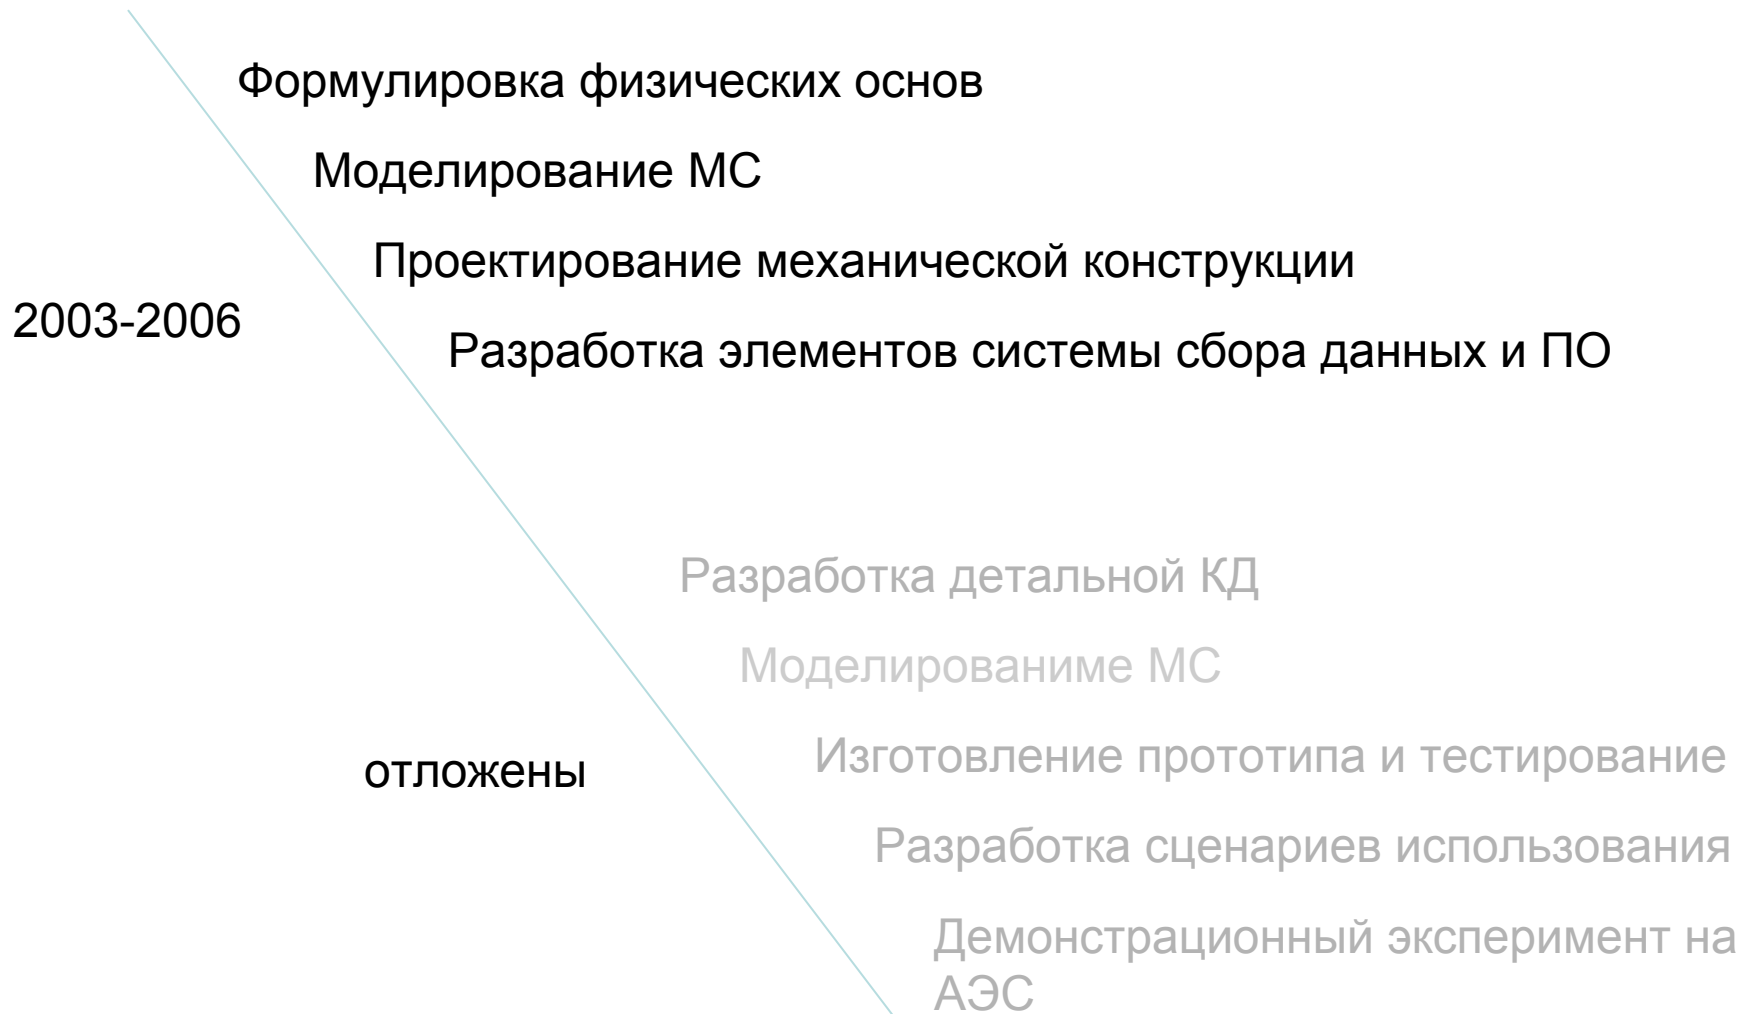 Формулировка физических основ
Моделирование МС
Проектирование механической конструкции
2003-2006
Разработка элементов системы сбора данных и ПО
Разработка детальной КД
Моделированиме МС
Изготовление прототипа и тестирование
отложены
Разработка сценариев использования
Демонстрационный эксперимент на
АЭС